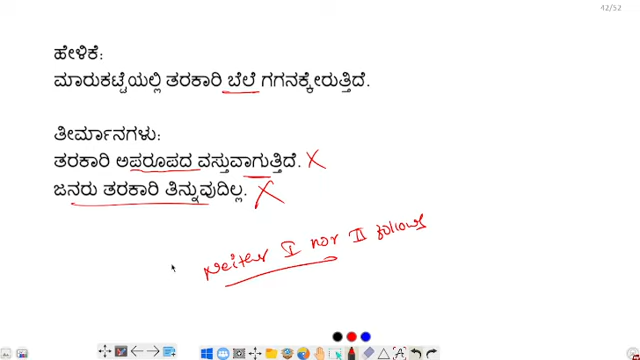 42/52
ಹೇಳಿಕೆ:
ಮಾರುಕಟ್ಟೆಯಲ್ಲಿ ತರಕಾರಿ ಬೆಲೆ ಗಗನಕ್ಕೇರುತ್ತಿದೆ.
ತೀರ್ಮಾನಗಳು:
ತರಕಾರಿ ಅಪರೂಪದ ವಸ್ತುವಾಗುತ್ತಿದೆ. X
ಜನರು ತರಕಾರಿ ತಿನ್ನುವುದಿಲ್ಲ. X
Neither I nor II follows